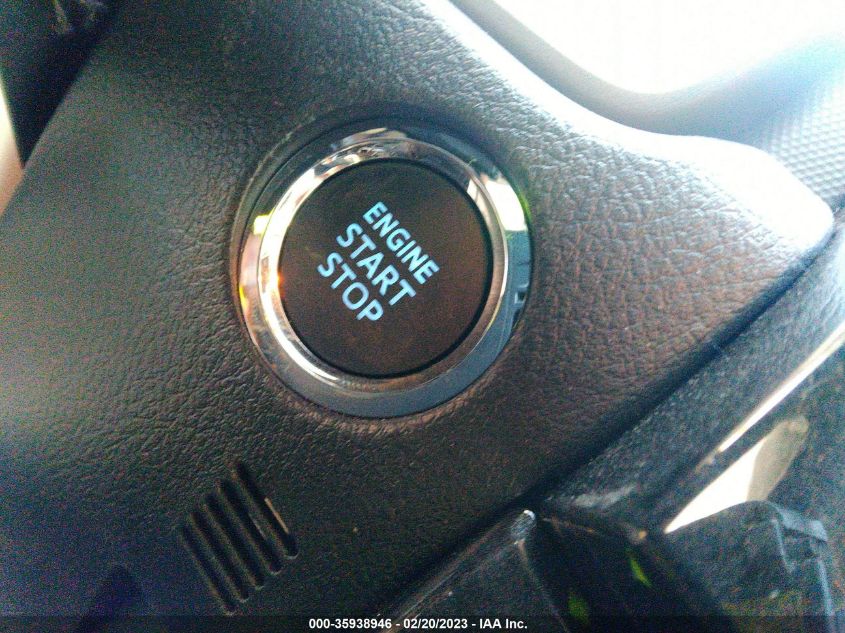 ENGINE
START
STOP
000-35938946 - 02/20/2023 - IAA Inc.